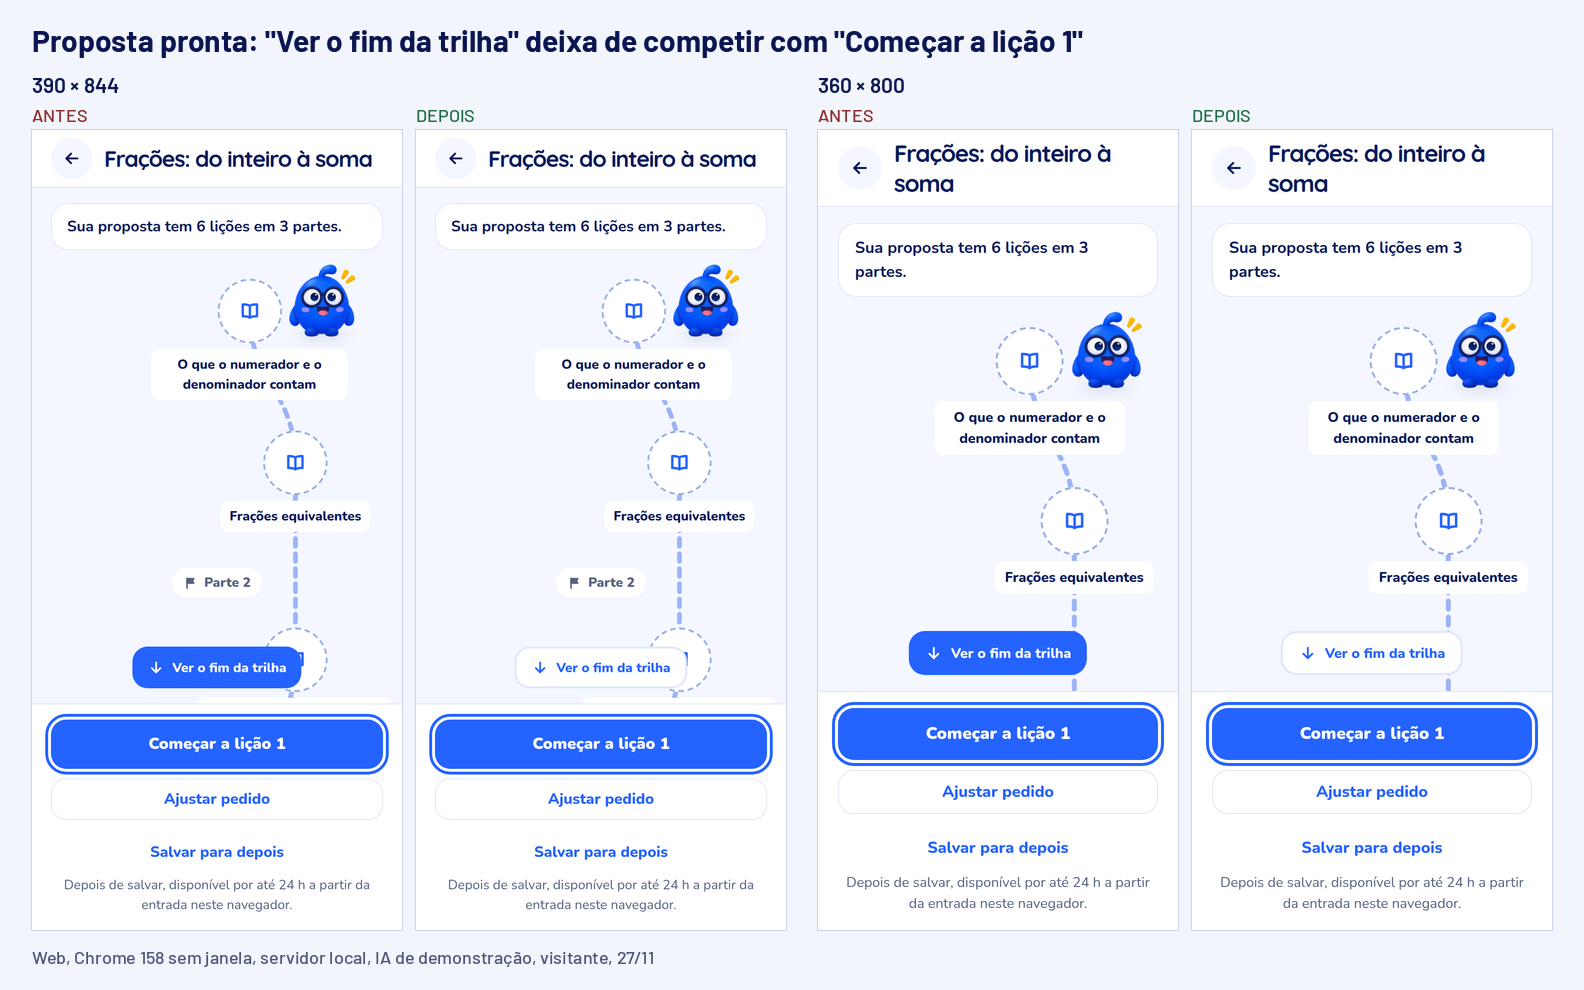 Proposta pronta: "Ver o fim da trilha" deixa de competir com "Começar a lição 1"
390 × 844
ANTES
Frações: do inteiro à soma
Sua proposta tem 6 lições em 3 partes.
O que o numerador e o
denominador contam
Frações equivalentes
Parte 2
Ver o fim da trilha
Começar a lição 1
Ajustar pedido
Salvar para depois
Depois de salvar, disponível por até 24 h a partir da
entrada neste navegador.
DEPOIS
Frações: do inteiro à soma
Sua proposta tem 6 lições em 3 partes.
O que o numerador e o
denominador contam
Frações equivalentes
Parte 2
Ver o fim da trilha
Começar a lição 1
Ajustar pedido
Salvar para depois
Depois de salvar, disponível por até 24 h a partir da
entrada neste navegador.
360 × 800
ANTES
Frações: do inteiro à
soma
Sua proposta tem 6 lições em 3
partes.
O que o numerador e o
denominador contam
Frações equivalentes
Ver o fim da trilha
Começar a lição 1
Ajustar pedido
Salvar para depois
Depois de salvar, disponível por até 24 h a partir
da entrada neste navegador.
DEPOIS
Frações: do inteiro à
soma
Sua proposta tem 6 lições em 3
partes.
O que o numerador e o
denominador contam
Frações equivalentes
Ver o fim da trilha
Começar a lição 1
Ajustar pedido
Salvar para depois
Depois de salvar, disponível por até 24 h a partir
da entrada neste navegador.
Web, Chrome 158 sem janela, servidor local, IA de demonstração, visitante, 27/11